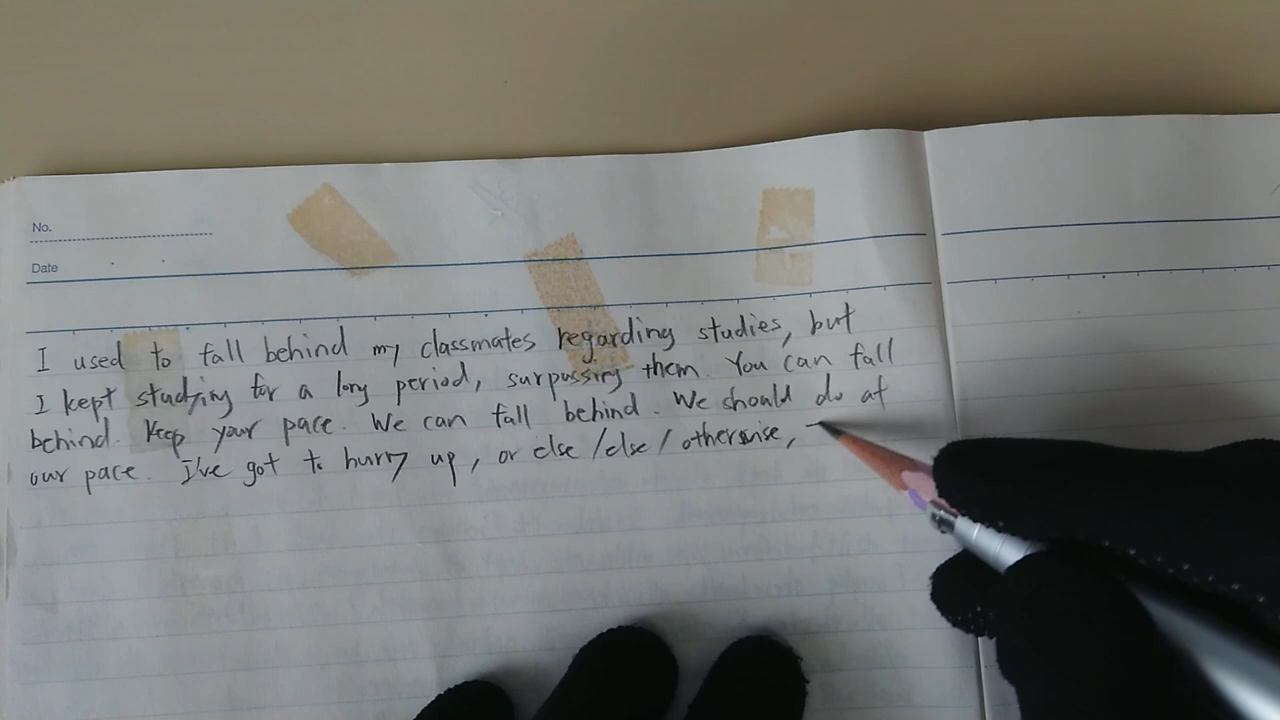 No.
Date
I used to fall behind my classmates regarding studies, but
I kept studying for a long period, surpassing them. You can fall
behind. Keep your pace. We can fall behind. We should do at
our pace. I've got to hurry up, or else / else / otherwise,